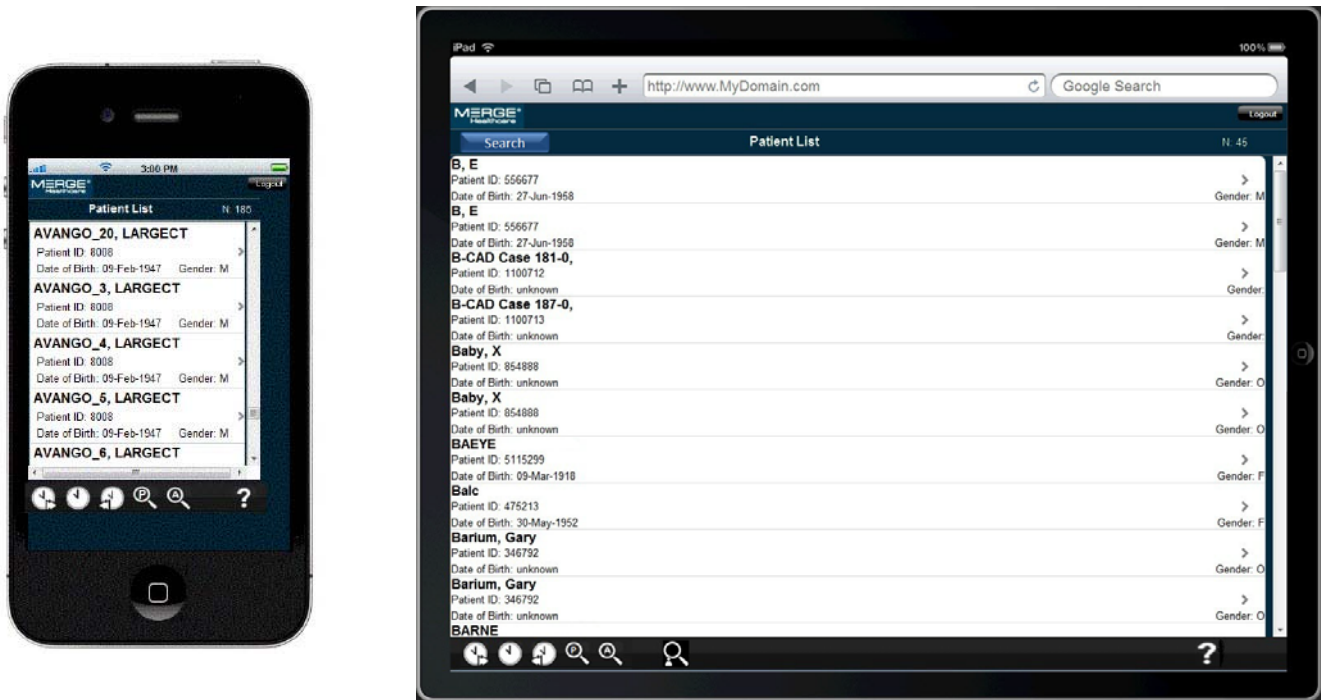 3:00 PM
MERGE®
Healthcare
Logout
Patient List N: 185
AVANGO_20, LARGECT
Patient ID: 8008
Date of Birth: 09-Feb-1947 Gender: M
AVANGO_3, LARGECT
Patient ID: 8008
Date of Birth: 09-Feb-1947 Gender: M
AVANGO_4, LARGECT
Patient ID: 8008
Date of Birth: 09-Feb-1947 Gender: M
AVANGO_5, LARGECT
Patient ID: 8008
Date of Birth: 09-Feb-1947 Gender: M
AVANGO_6, LARGECT
P A ?
iPad 100%
http://www.MyDomain.com Google Search
MERGE®
Healthcare
Logout
Search Patient List N: 45
B, E
Patient ID: 556677
Date of Birth: 27-Jun-1958 Gender: M
B, E
Patient ID: 556677
Date of Birth: 27-Jun-1958 Gender: M
B-CAD Case 181-0,
Patient ID: 1100712
Date of Birth: unknown Gender:
B-CAD Case 187-0,
Patient ID: 1100713
Date of Birth: unknown Gender:
Baby, X
Patient ID: 854888
Date of Birth: unknown Gender: O
Baby, X
Patient ID: 854888
Date of Birth: unknown Gender: O
BAEYE
Patient ID: 5115299
Date of Birth: 09-Mar-1918 Gender: F
Balc
Patient ID: 475213
Date of Birth: 30-May-1952 Gender: F
Barium, Gary
Patient ID: 346792
Date of Birth: unknown Gender: O
Barium, Gary
Patient ID: 346792
Date of Birth: unknown Gender: O
BARNE
P A ?